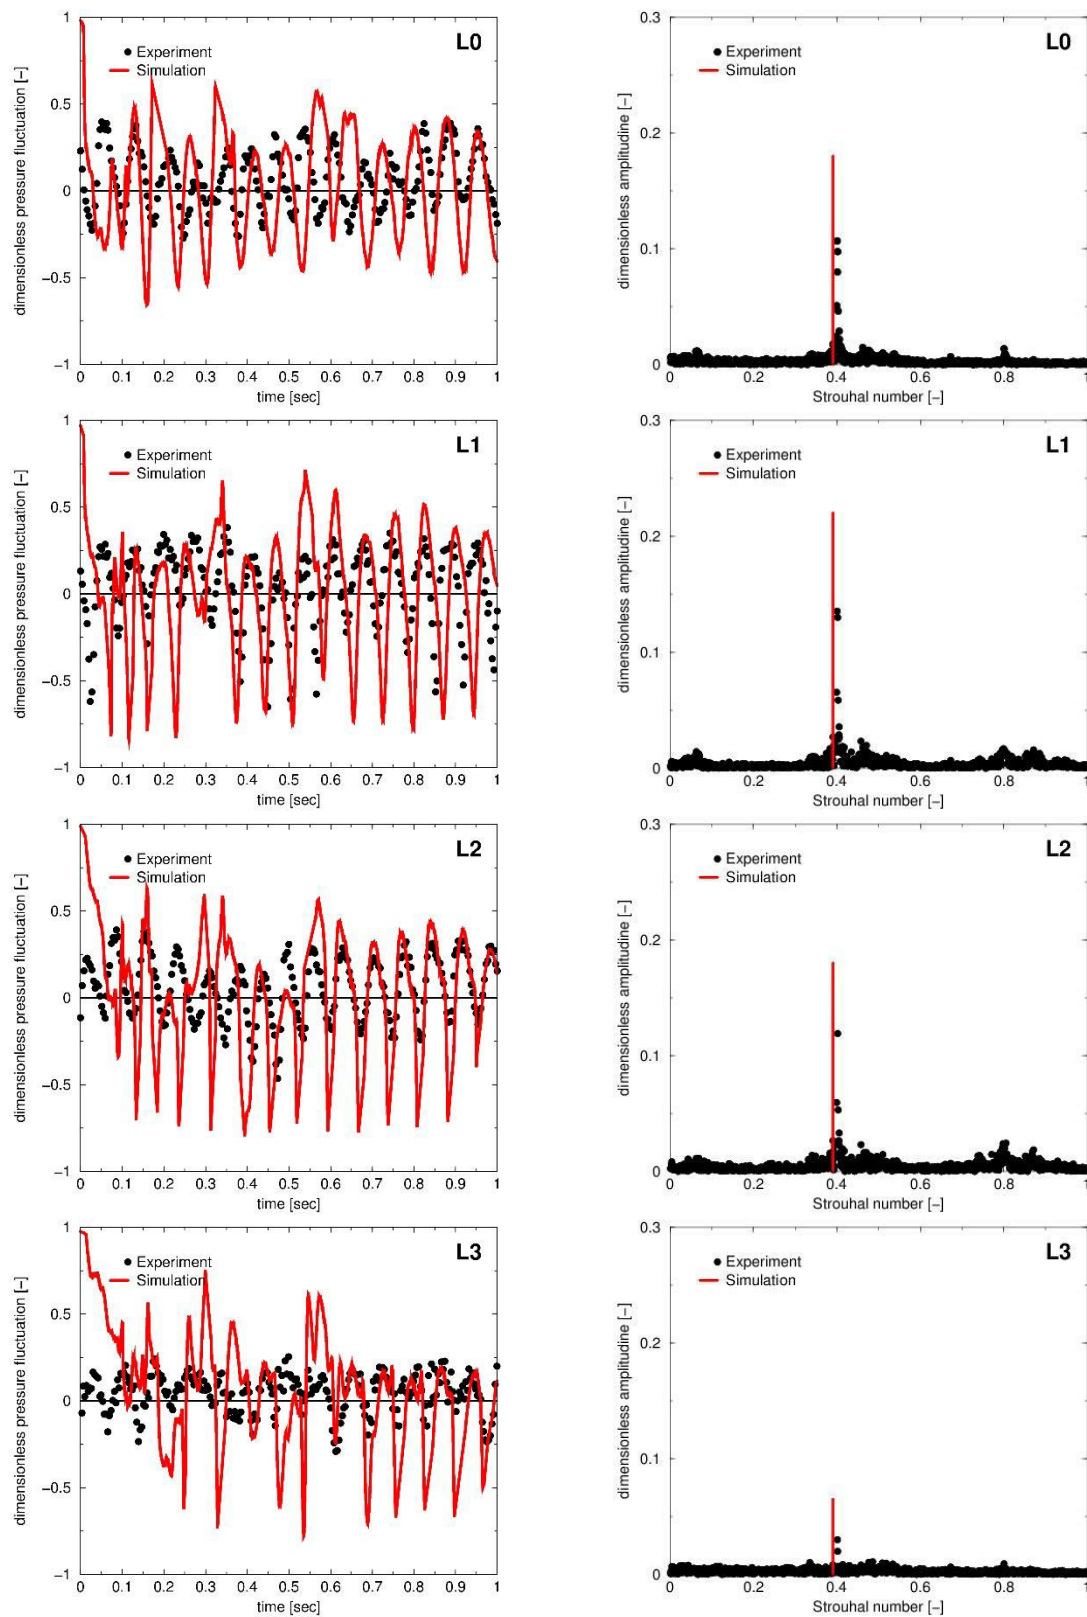 1
L0
Experiment
Simulation
0.5
0
−0.5
−1
0 0.1 0.2 0.3 0.4 0.5 0.6 0.7 0.8 0.9 1
time [sec]
dimensionless pressure fluctuation [−]
0.3
L0
Experiment
Simulation
0.2
0.1
0
0 0.2 0.4 0.6 0.8 1
Strouhal number [−]
dimensionless amplitudine [−]
1
L1
Experiment
Simulation
0.5
0
−0.5
−1
0 0.1 0.2 0.3 0.4 0.5 0.6 0.7 0.8 0.9 1
time [sec]
dimensionless pressure fluctuation [−]
0.3
L1
Experiment
Simulation
0.2
0.1
0
0 0.2 0.4 0.6 0.8 1
Strouhal number [−]
dimensionless amplitudine [−]
1
L2
Experiment
Simulation
0.5
0
−0.5
−1
0 0.1 0.2 0.3 0.4 0.5 0.6 0.7 0.8 0.9 1
time [sec]
dimensionless pressure fluctuation [−]
0.3
L2
Experiment
Simulation
0.2
0.1
0
0 0.2 0.4 0.6 0.8 1
Strouhal number [−]
dimensionless amplitudine [−]
1
L3
Experiment
Simulation
0.5
0
−0.5
−1
0 0.1 0.2 0.3 0.4 0.5 0.6 0.7 0.8 0.9 1
time [sec]
dimensionless pressure fluctuation [−]
0.3
L3
Experiment
Simulation
0.2
0.1
0
0 0.2 0.4 0.6 0.8 1
Strouhal number [−]
dimensionless amplitudine [−]